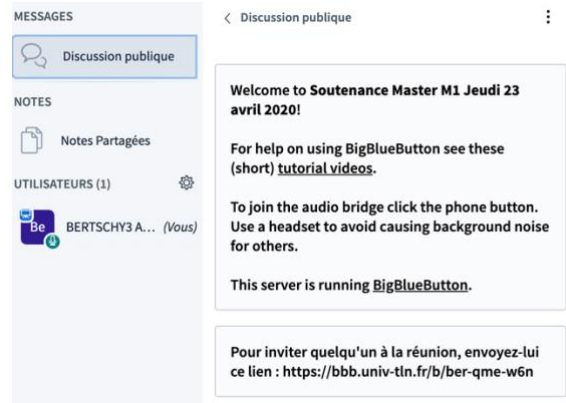 MESSAGES
Discussion publique
NOTES
Notes Partagées
UTILISATEURS (1)
Be
BERTSCHY3 A... (Vous)
Discussion publique
Welcome to Soutenance Master M1 Jeudi 23
avril 2020!
For help on using BigBlueButton see these
(short) tutorial videos.
To join the audio bridge click the phone button.
Use a headset to avoid causing background noise
for others.
This server is running BigBlueButton.
Pour inviter quelqu'un à la réunion, envoyez-lui
ce lien : https://bbb.univ-tln.fr/b/ber-qme-w6n